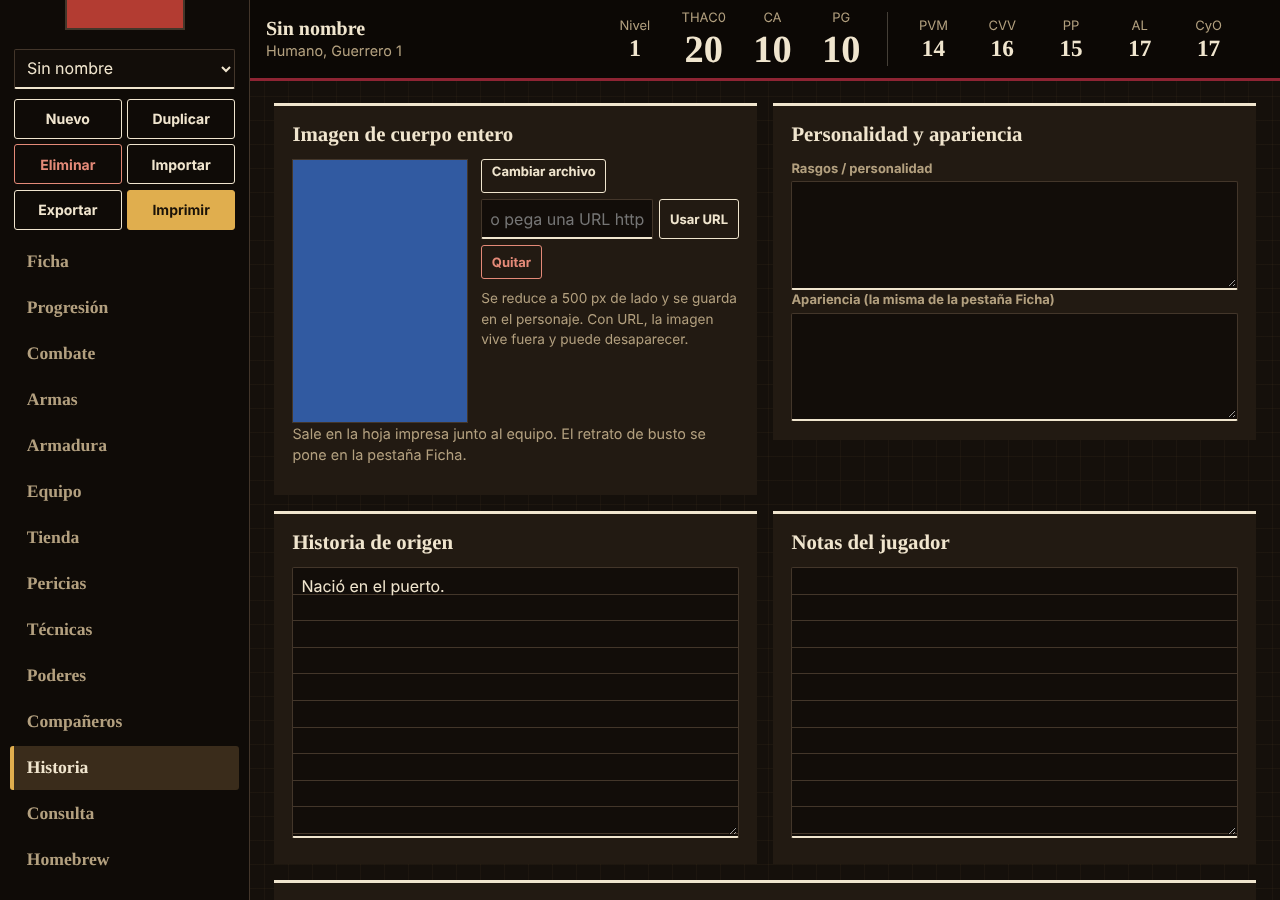 Sin nombre
Nuevo
Duplicar
Eliminar
Importar
Exportar
Imprimir
Ficha
Progresión
Combate
Armas
Armadura
Equipo
Tienda
Pericias
Técnicas
Poderes
Compañeros
Historia
Consulta
Homebrew
Sin nombre
Humano, Guerrero 1
Nivel
1
THAC0
20
CA
10
PG
10
PVM
14
CVV
16
PP
15
AL
17
CyO
17
Imagen de cuerpo entero
Cambiar archivo
o pega una URL http
Usar URL
Quitar
Se reduce a 500 px de lado y se guarda
en el personaje. Con URL, la imagen
vive fuera y puede desaparecer.
Sale en la hoja impresa junto al equipo. El retrato de busto se
pone en la pestaña Ficha.
Personalidad y apariencia
Rasgos / personalidad
Apariencia (la misma de la pestaña Ficha)
Historia de origen
Nació en el puerto.
Notas del jugador